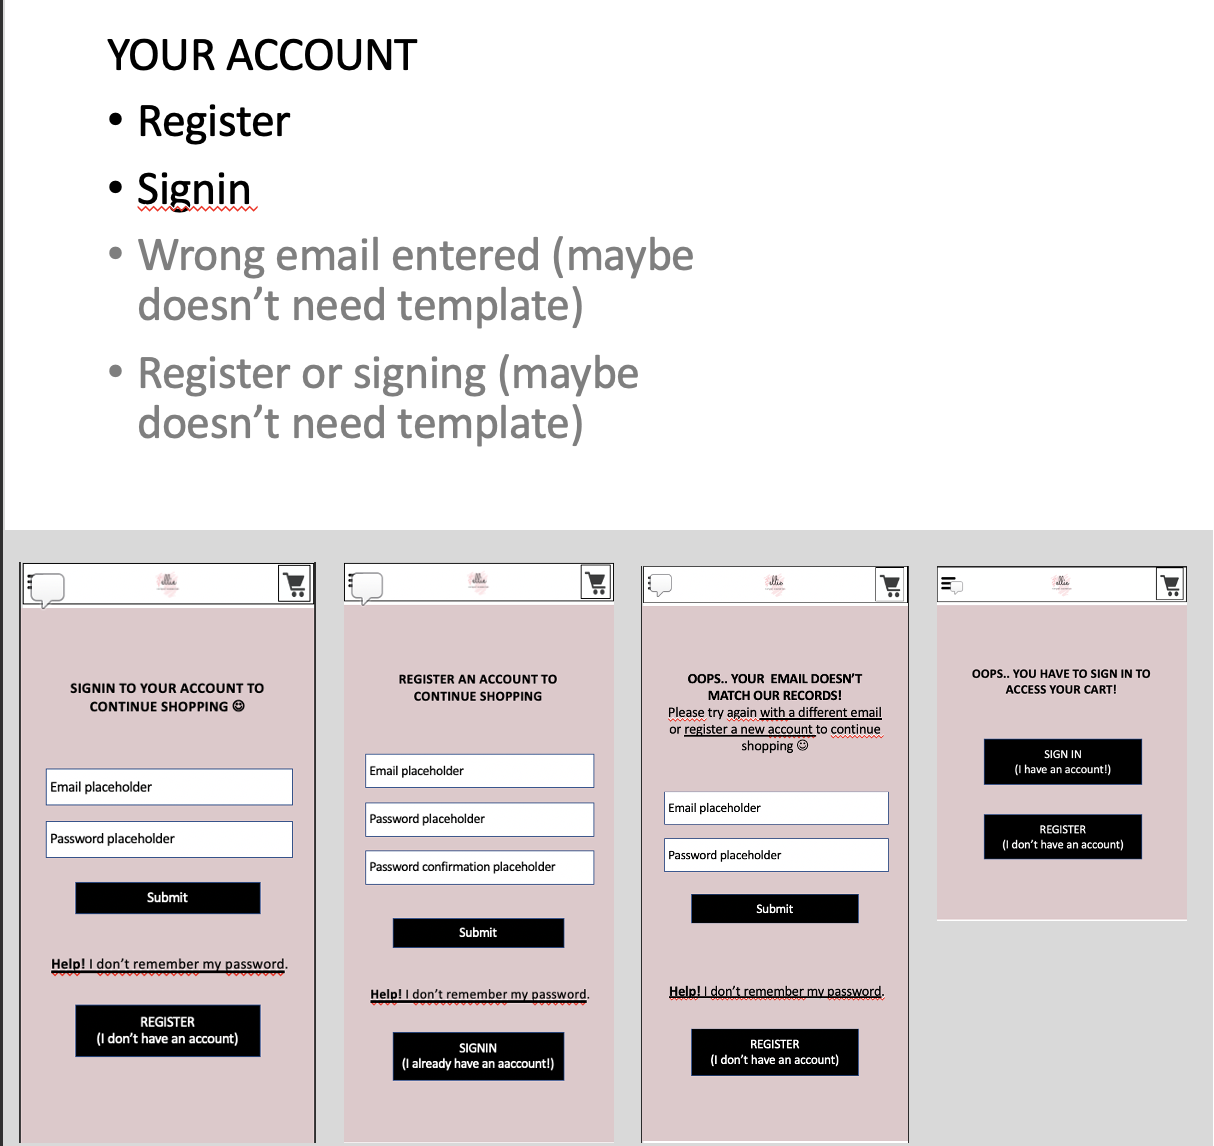 YOUR ACCOUNT
• Register
• Signin
• Wrong email entered (maybe
doesn’t need template)
• Register or signing (maybe
doesn’t need template)
ellie
SIGNIN TO YOUR ACCOUNT TO
CONTINUE SHOPPING ☺
Email placeholder
Password placeholder
Submit
Help! I don’t remember my password.
REGISTER
(I don’t have an account)
ellie
REGISTER AN ACCOUNT TO
CONTINUE SHOPPING
Email placeholder
Password placeholder
Password confirmation placeholder
Submit
Help! I don’t remember my password.
SIGNIN
(I already have an aaccount!)
ellie
OOPS.. YOUR  EMAIL DOESN’T
MATCH OUR RECORDS!
Please try again with a different email
or register a new account to continue
shopping ☺
Email placeholder
Password placeholder
Submit
Help! I don’t remember my password.
REGISTER
(I don’t have an account)
ellie
OOPS.. YOU HAVE TO SIGN IN TO
ACCESS YOUR CART!
SIGN IN
(I have an account!)
REGISTER
(I don’t have an account)